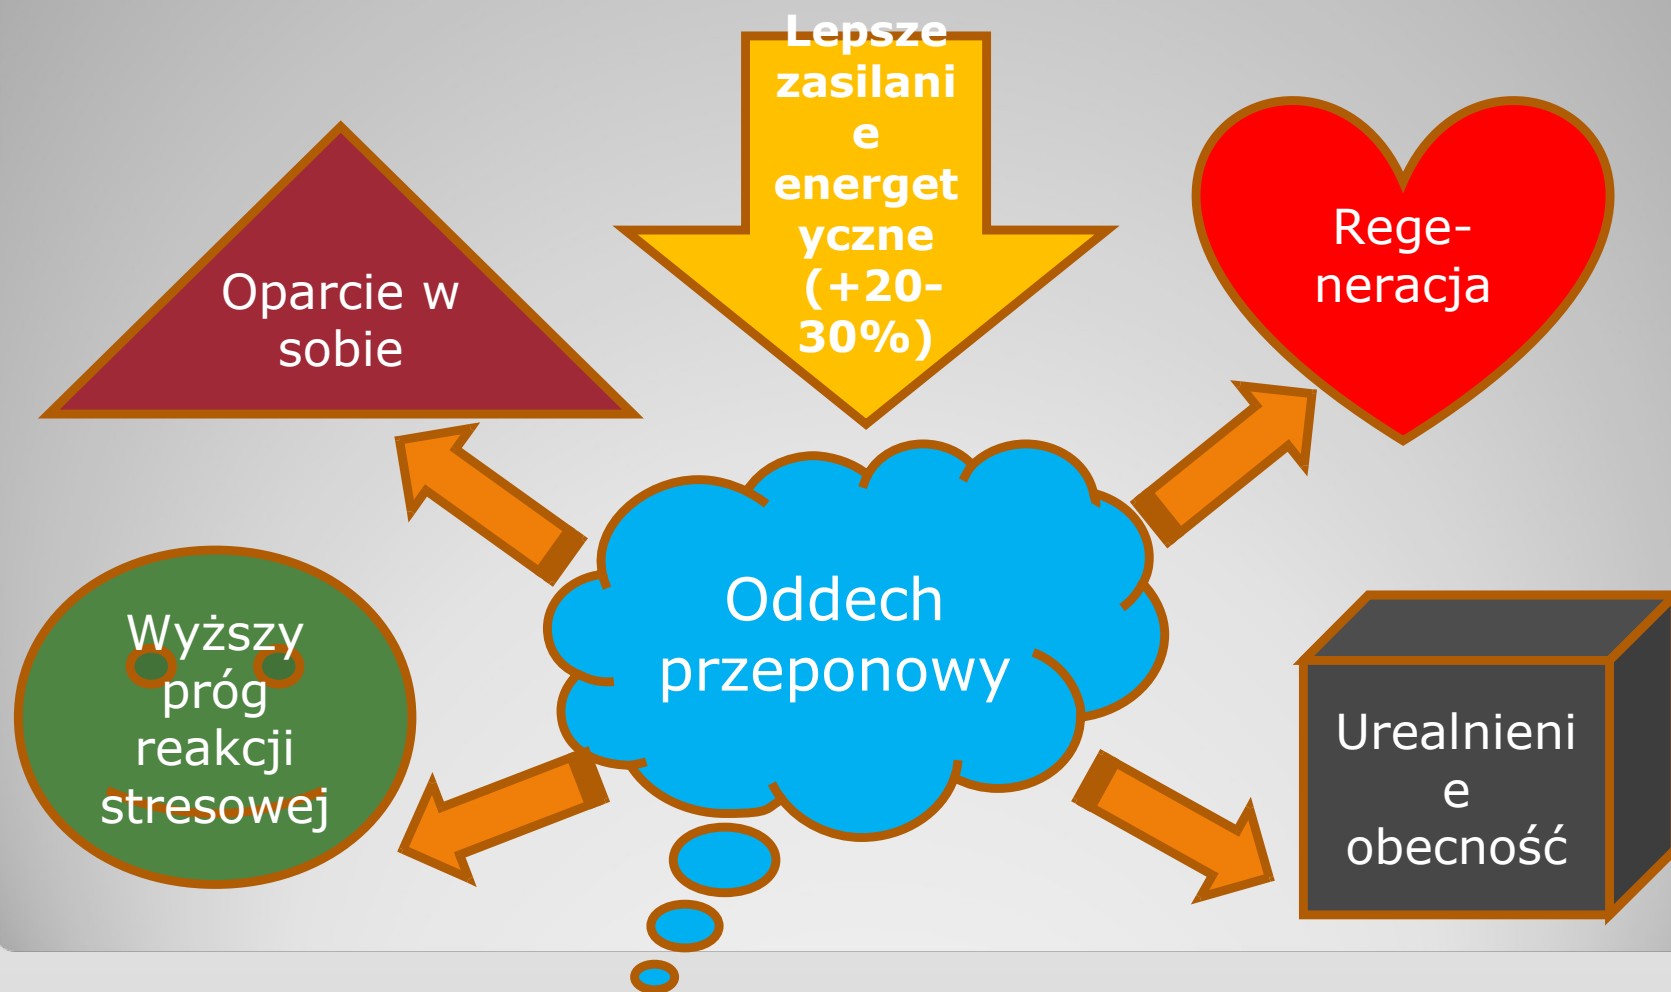 Lepsze
zasilani
e
energet
yczne
(+20-
30%)
Oparcie w
sobie
Rege-
neracja
Oddech
przeponowy
Wyższy
próg
reakcji
stresowej
Urealnieni
e
obecność